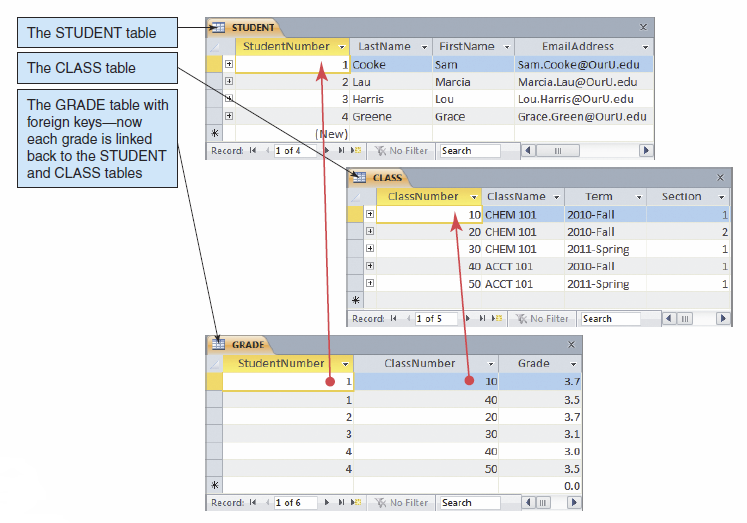 The STUDENT table
The CLASS table
The GRADE table with
foreign keys—now
each grade is linked
back to the STUDENT
and CLASS tables
STUDENT
StudentNumber LastName FirstName EmailAddress
1 Cooke Sam Sam.Cooke@OurU.edu
2 Lau Marcia Marcia.Lau@OurU.edu
3 Harris Lou Lou.Harris@OurU.edu
4 Greene Grace Grace.Green@OurU.edu
* (New)
Record: 1 of 4 No Filter Search
CLASS
ClassNumber ClassName Term Section
10 CHEM 101 2010-Fall 1
20 CHEM 101 2010-Fall 2
30 CHEM 101 2011-Spring 1
40 ACCT 101 2010-Fall 1
50 ACCT 101 2011-Spring 1
*
Record: 1 of 5 No Filter Search
GRADE
StudentNumber ClassNumber Grade
1 10 3.7
1 40 3.5
2 20 3.7
3 30 3.1
4 40 3.0
4 50 3.5
* 0.0
Record: 1 of 6 No Filter Search